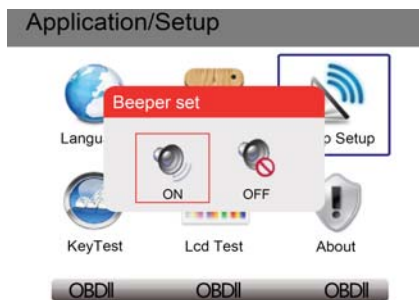 Application/Setup
Beeper set
Langu
p Setup
ON
OFF
KeyTest
Lcd Test
About
OBDII
OBDII
OBDII